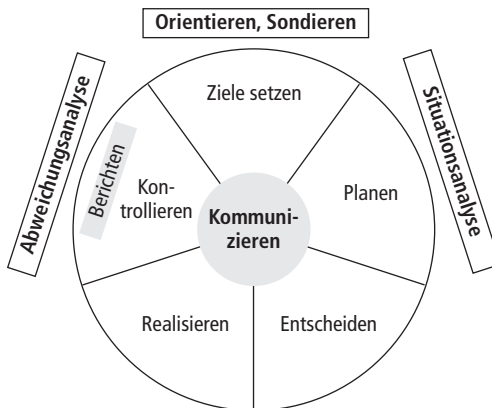 Orientieren, Sondieren
Abweichungsanalyse
Situationsanalyse
Ziele setzen
Berichten
Kon-
trollieren
Planen
Kommuni-
zieren
Realisieren
Entscheiden